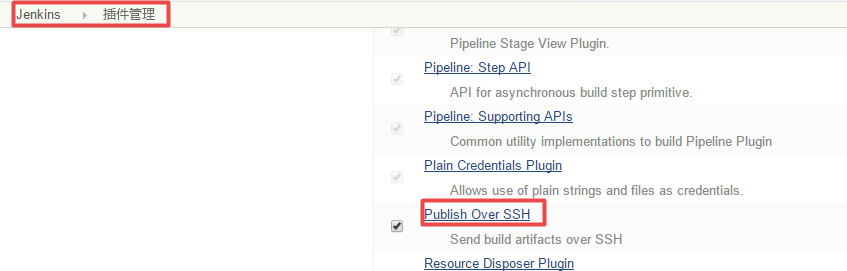 Jenkins 插件管理
Pipeline Stage View Plugin.
Pipeline: Step API
API for asynchronous build step primitive.
Pipeline: Supporting APIs
Common utility implementations to build Pipeline Plugin
Plain Credentials Plugin
Allows use of plain strings and files as credentials.
Publish Over SSH
Send build artifacts over SSH
Resource Disposer Plugin